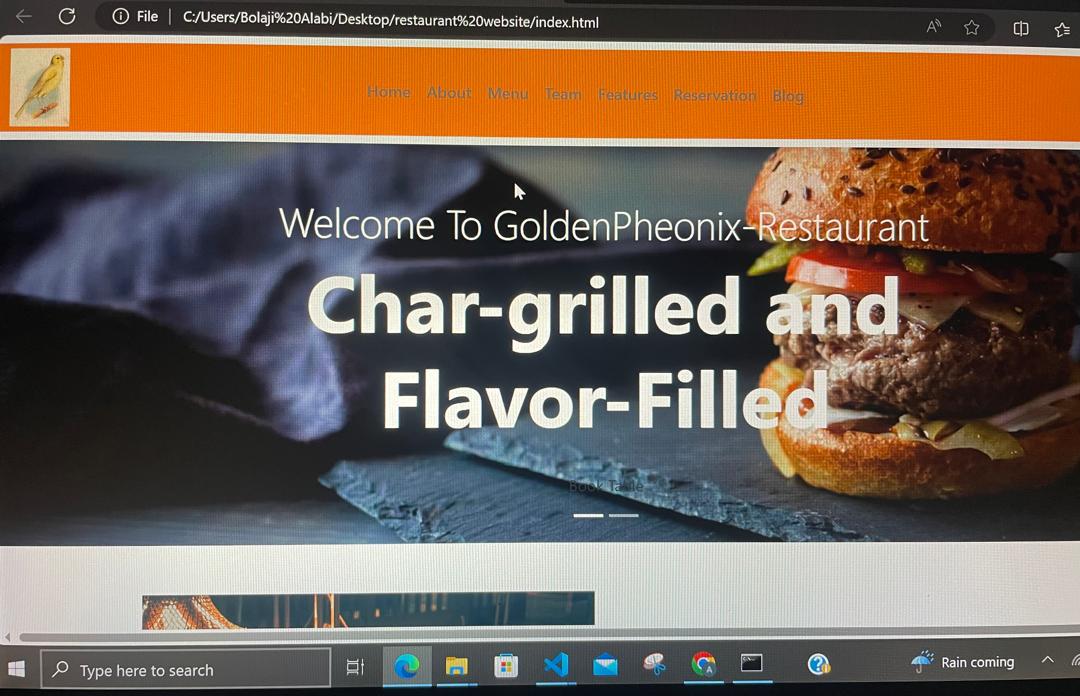 File | C:/Users/Bolaji%20Alabi/Desktop/restaurant%20website/index.html
Home About Menu Team Features Reservation Blog
Welcome To GoldenPheonix-Restaurant
Char-grilled and
Flavor-Filled
Book Table
Type here to search
Rain coming